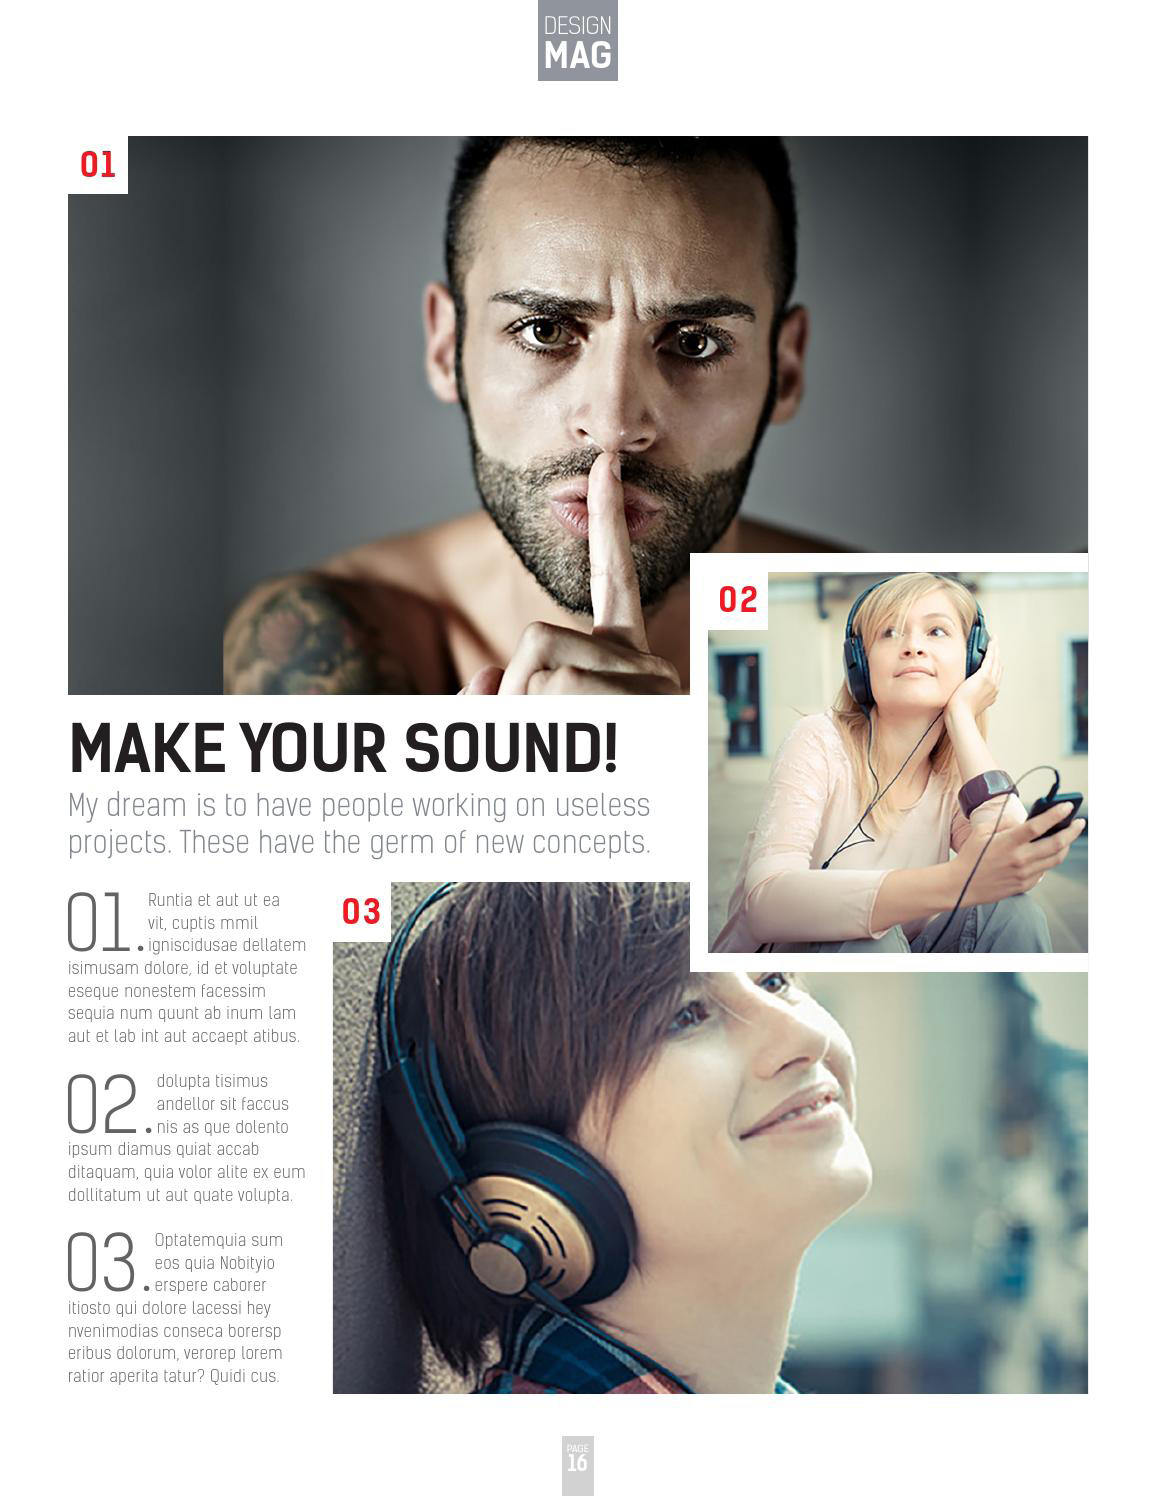 DESIGN
MAG
01
02
MAKE YOUR SOUND!
My dream is to have people working on useless
projects. These have the germ of new concepts.
03
01. Runtia et aut ut ea
vit, cuptis mmil
igniscidusae dellatem
isimusam dolore, id et voluptate
eseque nonestem facessim
sequia num quunt ab inum lam
aut et lab int aut accaept atibus.
02. dolupta tisimus
andellor sit faccus
nis as que dolento
ipsum diamus quiat accab
ditaquam, quia volor alite ex eum
dollitatum ut aut quate volupta.
03. Optatemquia sum
eos quia Nobityio
erspere caborer
itiosto qui dolore lacessi hey
nvenimodias conseca borersp
eribus dolorum, verorep lorem
ratior aperita tatur? Quidi cus.
PAGE
16